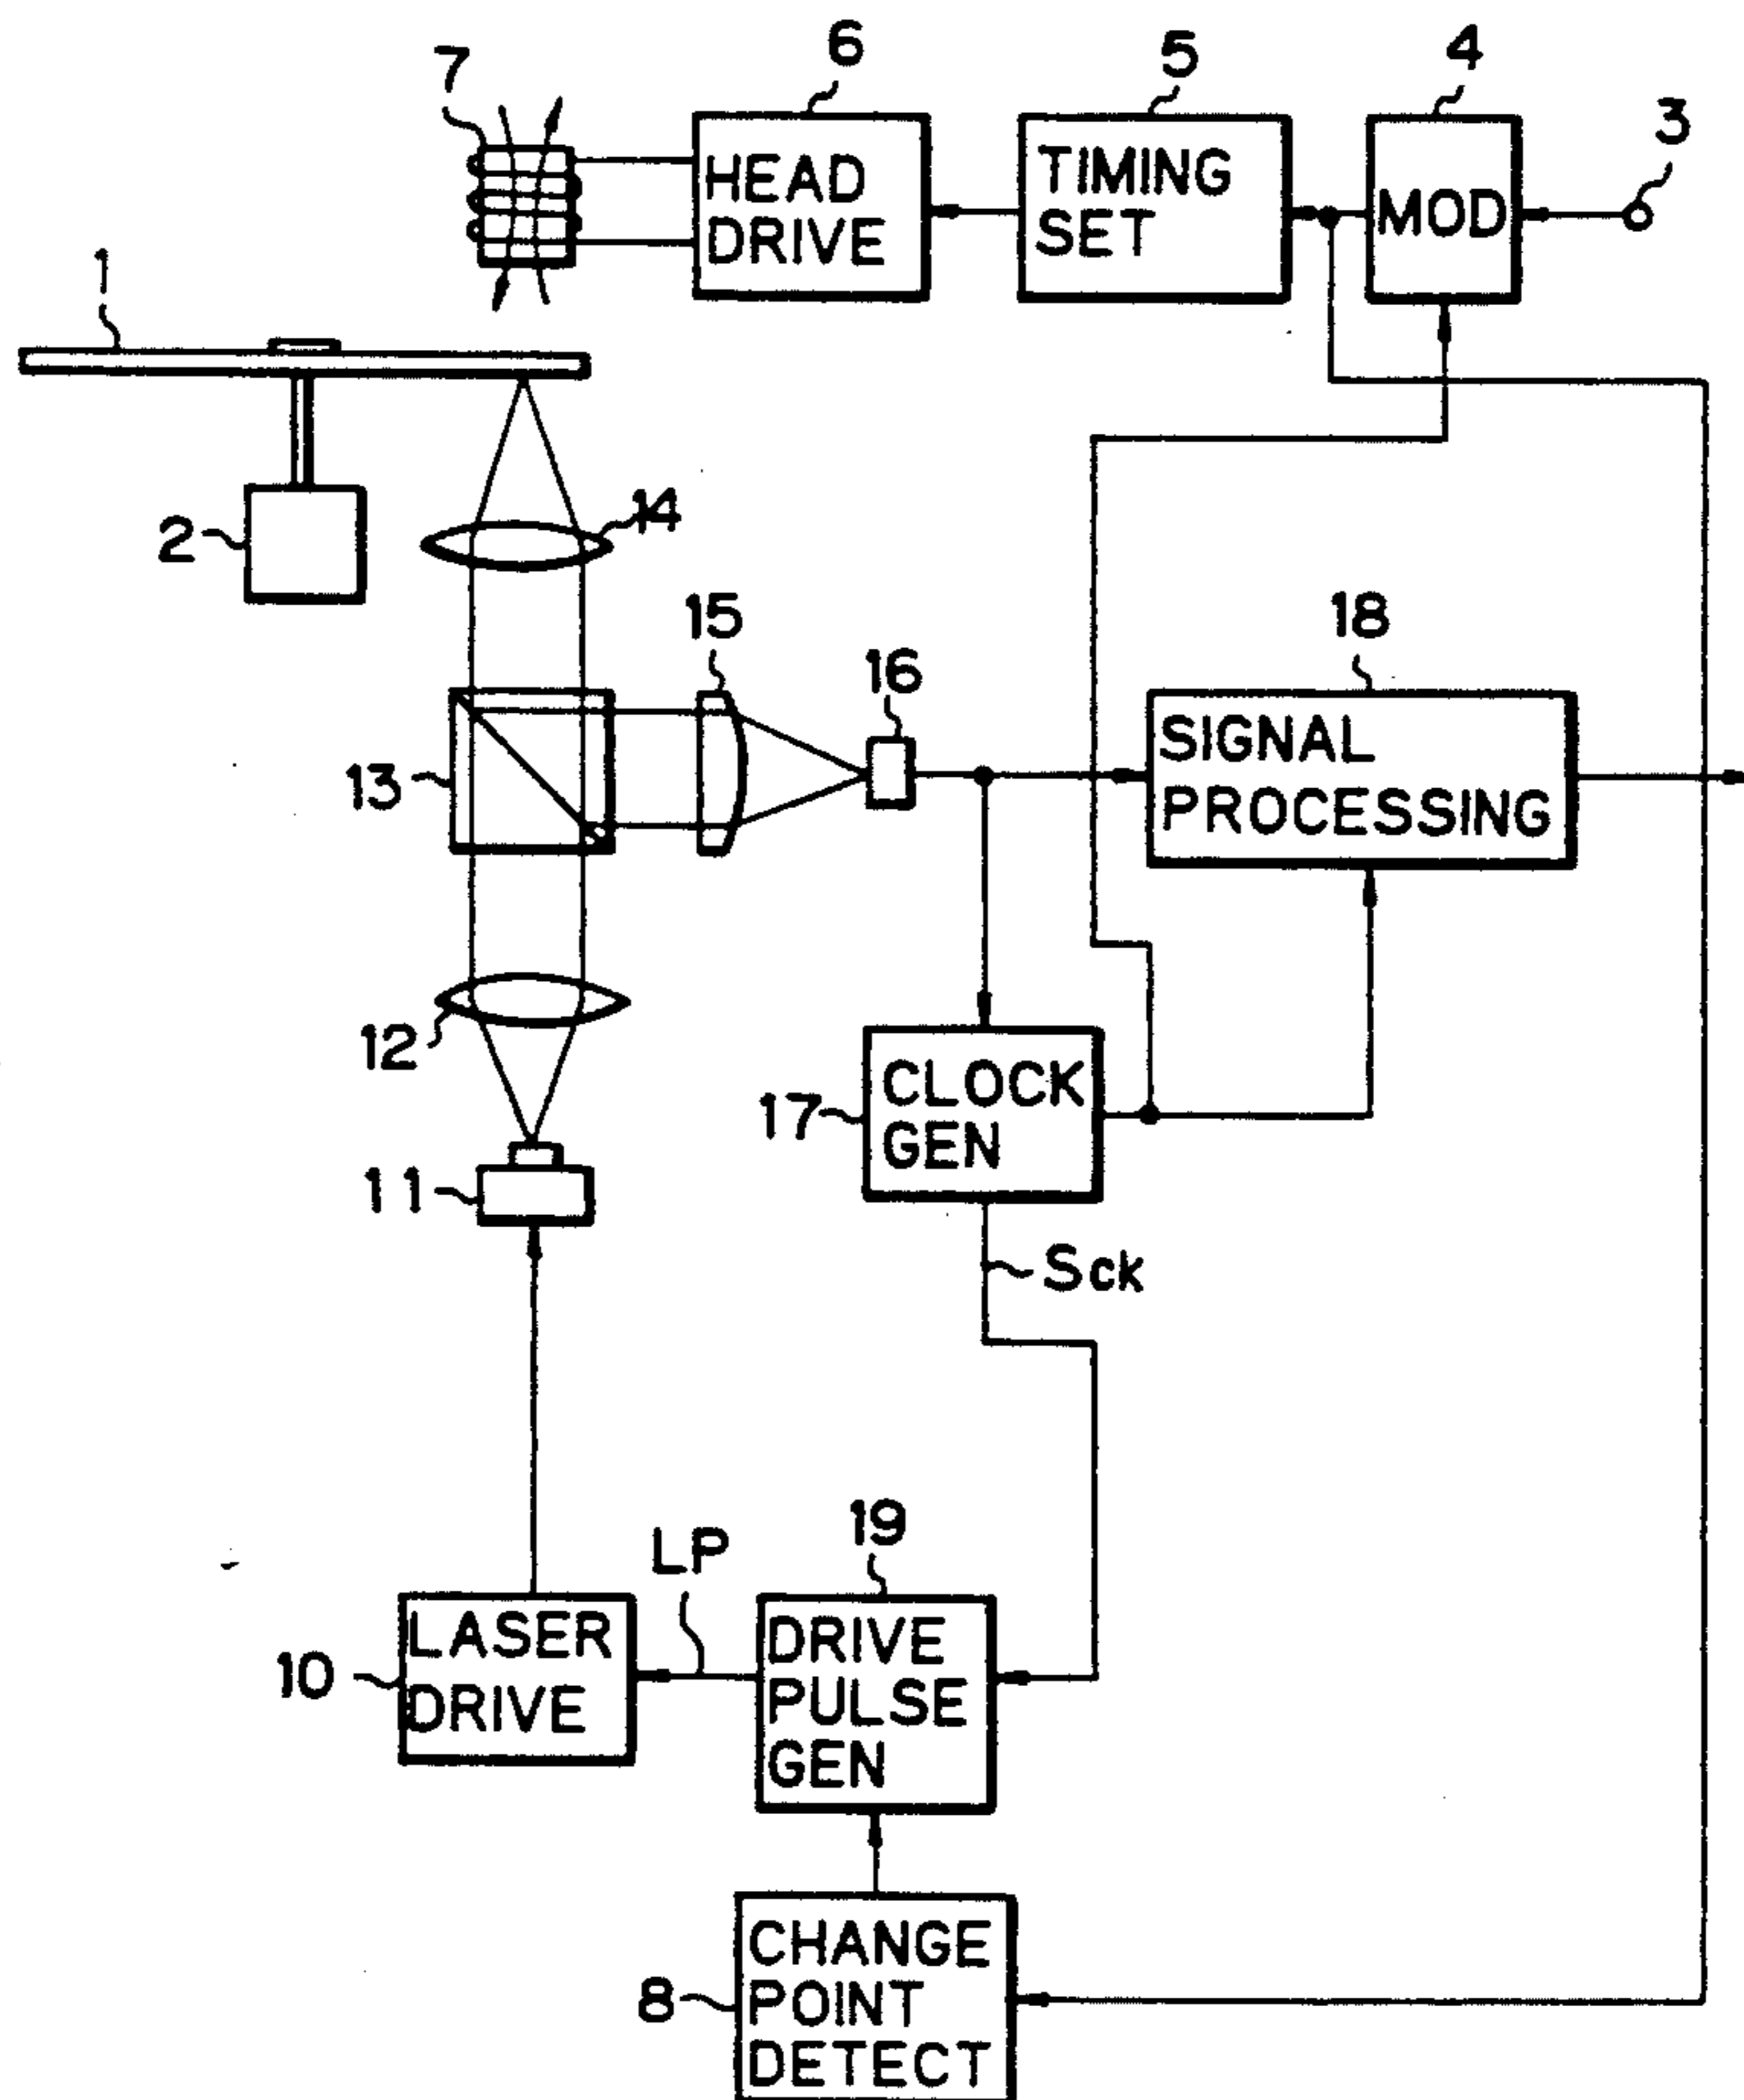 7
6
5
4
3
HEAD
DRIVE
TIMING
SET
MOD
1
2
14
15
16
18
13
SIGNAL
PROCESSING
12
17
CLOCK
GEN
11
Sck
19
LP
10
LASER
DRIVE
DRIVE
PULSE
GEN
8
CHANGE
POINT
DETECT